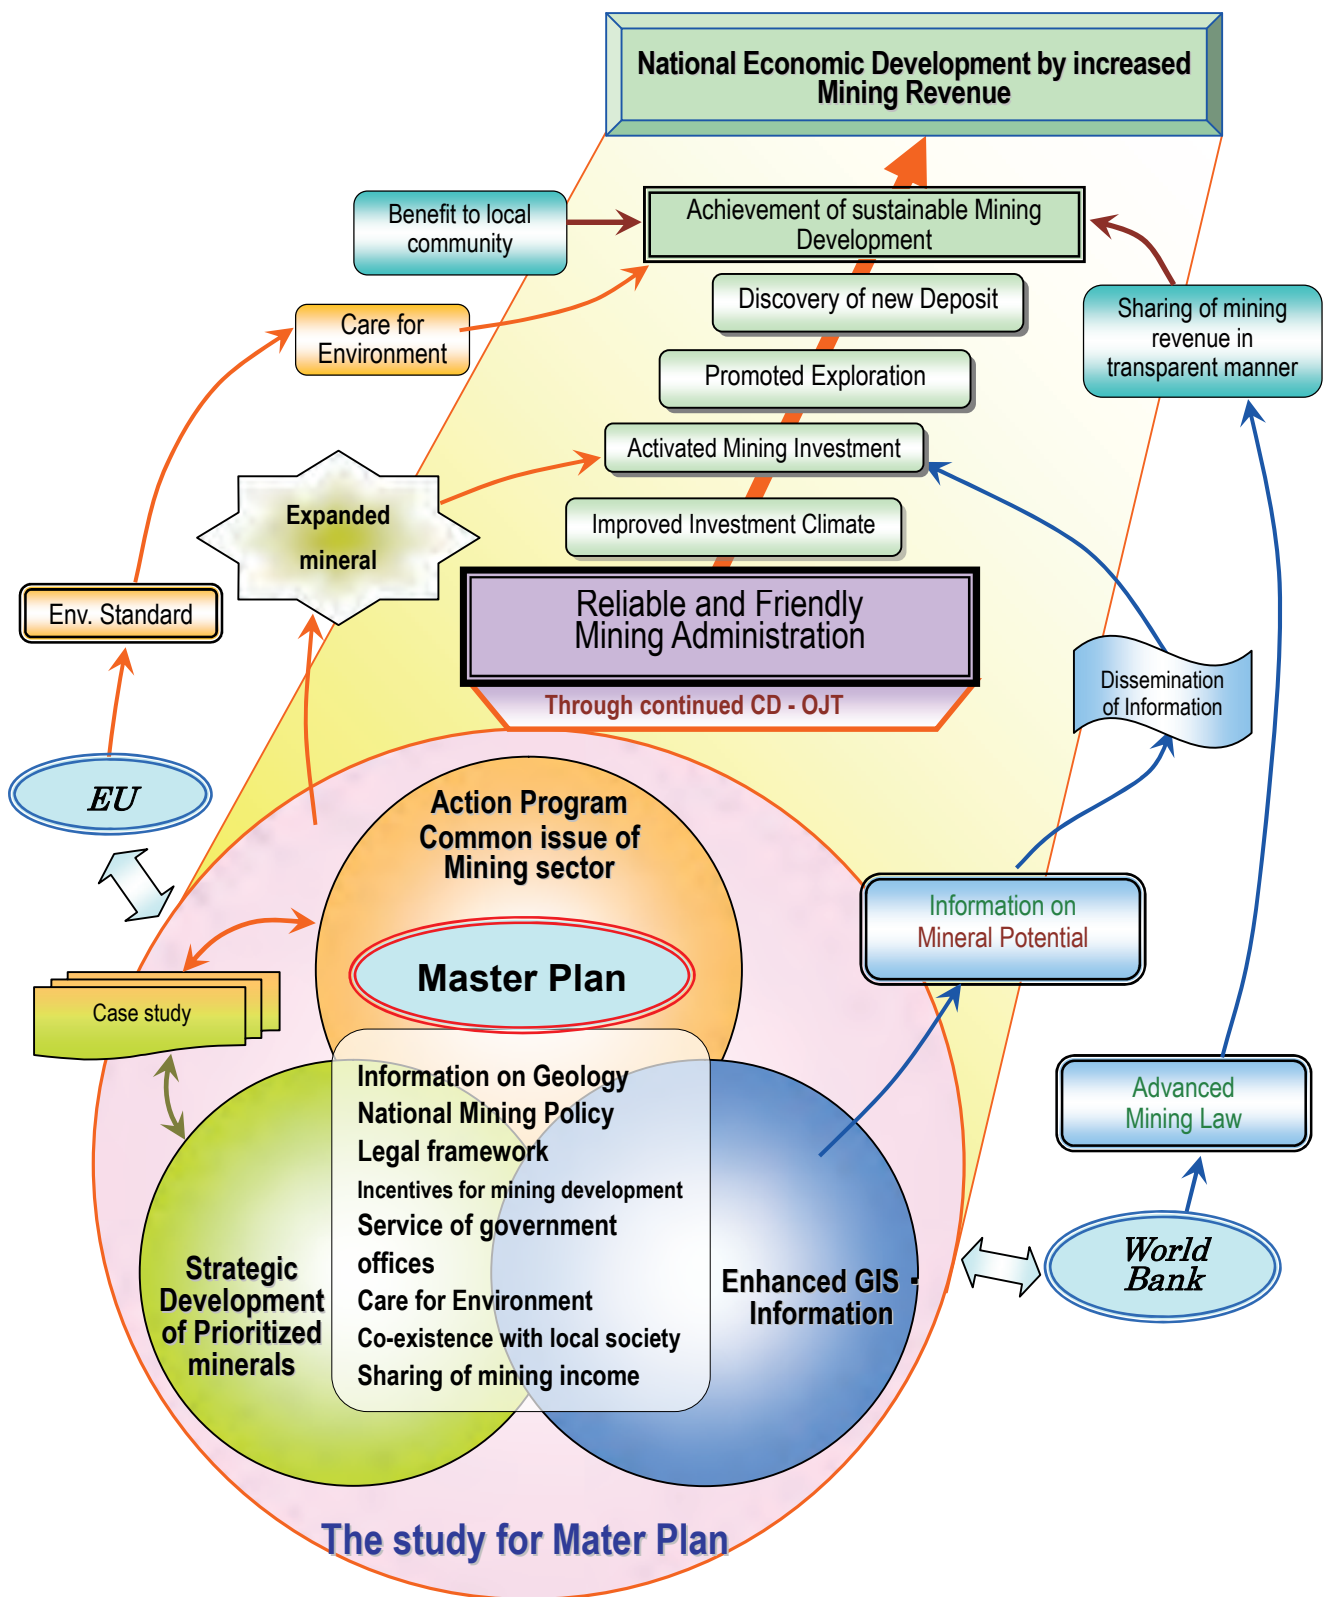 National Economic Development by increased
Mining Revenue
Benefit to local
community
Achievement of sustainable Mining
Development
Discovery of new Deposit
Sharing of mining
revenue in
transparent manner
Care for
Environment
Promoted Exploration
Activated Mining Investment
Expanded
mineral
Improved Investment Climate
Env. Standard
Reliable and Friendly
Mining Administration
Through continued CD - OJT
Dissemination
of Information
EU
Action Program
Common issue of
Mining sector
Information on
Mineral Potential
Master Plan
Case study
Information on Geology
National Mining Policy
Legal framework
Incentives for mining development
Service of government
offices
Care for Environment
Co-existence with local society
Sharing of mining income
Advanced
Mining Law
World
Bank
Strategic
Development
of Prioritized
minerals
Enhanced GIS -
Information
The study for Mater Plan